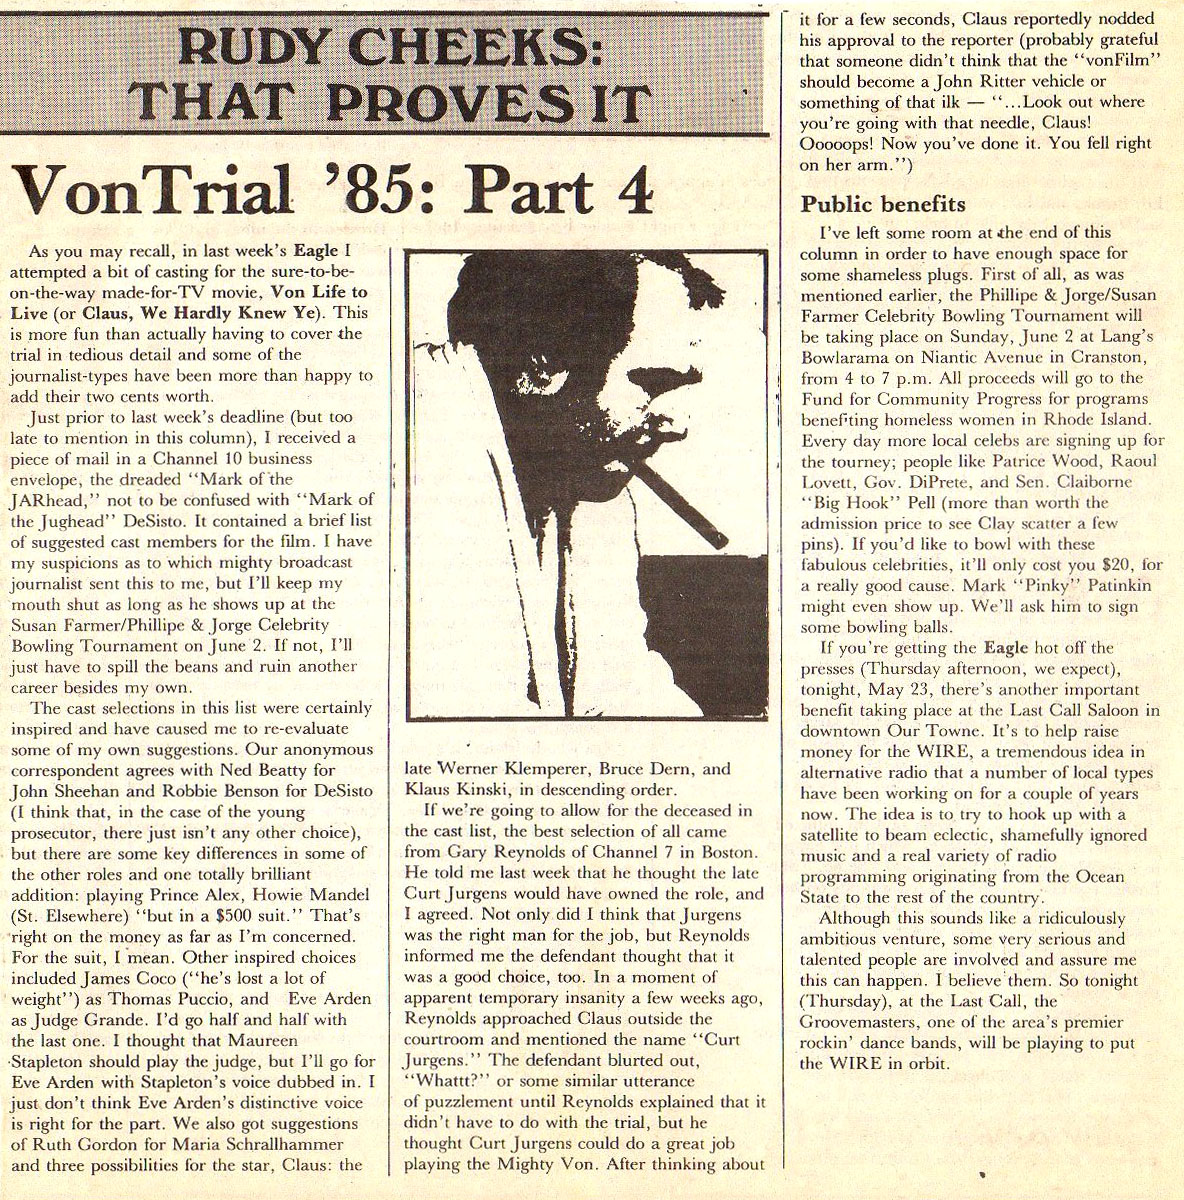 RUDY CHEEKS:
THAT PROVES IT
VonTrial '85: Part 4
As you may recall, in last week's Eagle I
attempted a bit of casting for the sure-to-be-
on-the-way made-for-TV movie, Von Life to
Live (or Claus, We Hardly Knew Ye). This
is more fun than actually having to cover the
trial in tedious detail and some of the
journalist-types have been more than happy to
add their two cents worth.
Just prior to last week's deadline (but too
late to mention in this column), I received a
piece of mail in a Channel 10 business
envelope, the dreaded "Mark of the
JARhead," not to be confused with "Mark of
the Jughead" DeSisto. It contained a brief list
of suggested cast members for the film. I have
my suspicions as to which mighty broadcast
journalist sent this to me, but I'll keep my
mouth shut as long as he shows up at the
Susan Farmer/Phillipe & Jorge Celebrity
Bowling Tournament on June 2. If not, I'll
just have to spill the beans and ruin another
career besides my own.
The cast selections in this list were certainly
inspired and have caused me to re-evaluate
some of my own suggestions. Our anonymous
correspondent agrees with Ned Beatty for
John Sheehan and Robbie Benson for DeSisto
(I think that, in the case of the young
prosecutor, there just isn't any other choice),
but there are some key differences in some of
the other roles and one totally brilliant
addition: playing Prince Alex, Howie Mandel
(St. Elsewhere) "but in a $500 suit." That's
right on the money as far as I'm concerned.
For the suit, I mean. Other inspired choices
included James Coco ("he's lost a lot of
weight") as Thomas Puccio, and Eve Arden
as Judge Grande. I'd go half and half with
the last one. I thought that Maureen
Stapleton should play the judge, but I'll go for
Eve Arden with Stapleton's voice dubbed in. I
just don't think Eve Arden's distinctive voice
is right for the part. We also got suggestions
of Ruth Gordon for Maria Schrallhammer
and three possibilities for the star, Claus: the
late Werner Klemperer, Bruce Dern, and
Klaus Kinski, in descending order.
If we're going to allow for the deceased in
the cast list, the best selection of all came
from Gary Reynolds of Channel 7 in Boston.
He told me last week that he thought the late
Curt Jurgens would have owned the role, and
I agreed. Not only did I think that Jurgens
was the right man for the job, but Reynolds
informed me the defendant thought that it
was a good choice, too. In a moment of
apparent temporary insanity a few weeks ago,
Reynolds approached Claus outside the
courtroom and mentioned the name "Curt
Jurgens." The defendant blurted out,
"Whattt?" or some similar utterance
of puzzlement until Reynolds explained that it
didn't have to do with the trial, but he
thought Curt Jurgens could do a great job
playing the Mighty Von. After thinking about
it for a few seconds, Claus reportedly nodded
his approval to the reporter (probably grateful
that someone didn't think that the "vonFilm"
should become a John Ritter vehicle or
something of that ilk — "...Look out where
you're going with that needle, Claus!
Ooooops! Now you've done it. You fell right
on her arm.")
Public benefits
I've left some room at the end of this
column in order to have enough space for
some shameless plugs. First of all, as was
mentioned earlier, the Phillipe & Jorge/Susan
Farmer Celebrity Bowling Tournament will
be taking place on Sunday, June 2 at Lang's
Bowlarama on Niantic Avenue in Cranston,
from 4 to 7 p.m. All proceeds will go to the
Fund for Community Progress for programs
benefiting homeless women in Rhode Island.
Every day more local celebs are signing up for
the tourney; people like Patrice Wood, Raoul
Lovett, Gov. DiPrete, and Sen. Claiborne
"Big Hook" Pell (more than worth the
admission price to see Clay scatter a few
pins). If you'd like to bowl with these
fabulous celebrities, it'll only cost you $20, for
a really good cause. Mark "Pinky" Patinkin
might even show up. We'll ask him to sign
some bowling balls.
If you're getting the Eagle hot off the
presses (Thursday afternoon, we expect),
tonight, May 23, there's another important
benefit taking place at the Last Call Saloon in
downtown Our Towne. It's to help raise
money for the WIRE, a tremendous idea in
alternative radio that a number of local types
have been working on for a couple of years
now. The idea is to try to hook up with a
satellite to beam eclectic, shamefully ignored
music and a real variety of radio
programming originating from the Ocean
State to the rest of the country.
Although this sounds like a ridiculously
ambitious venture, some very serious and
talented people are involved and assure me
this can happen. I believe them. So tonight
(Thursday), at the Last Call, the
Groovemasters, one of the area's premier
rockin' dance bands, will be playing to put
the WIRE in orbit.